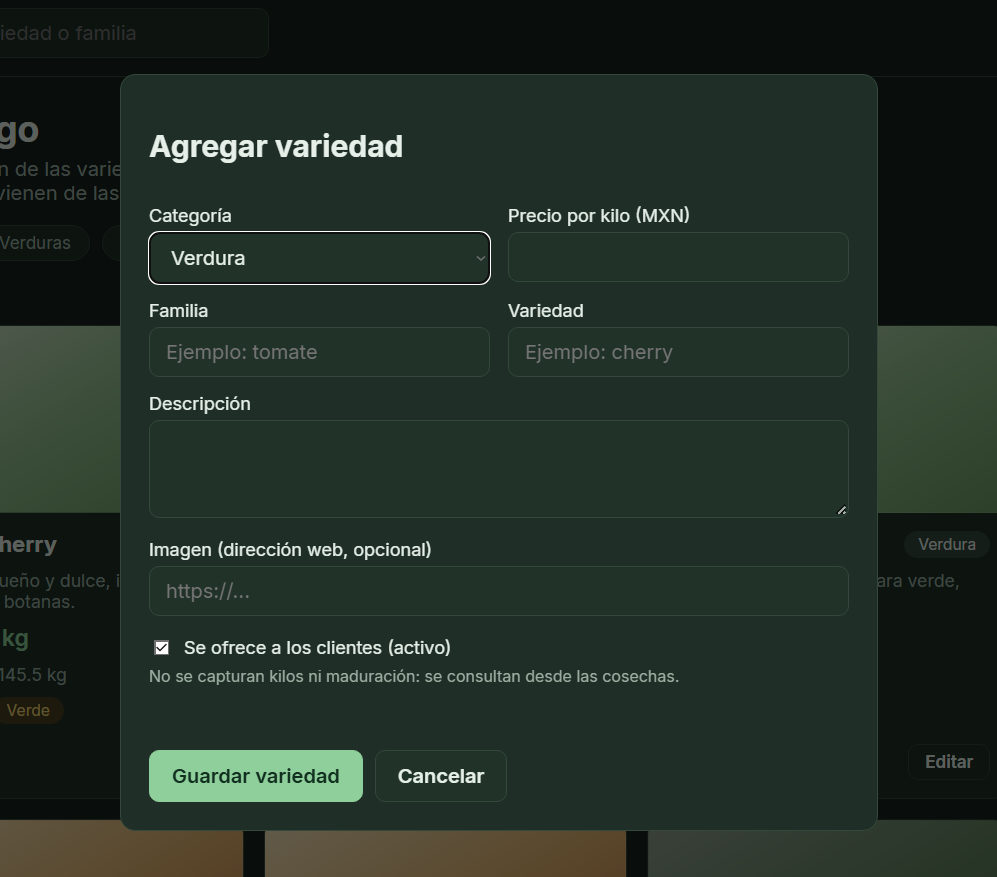 iedad o familia
go
n de las varie
vienen de las
Verduras
Agregar variedad
Categoría
Precio por kilo (MXN)
Verdura
Familia
Variedad
Ejemplo: tomate
Ejemplo: cherry
Descripción
Imagen (dirección web, opcional)
https://...
Se ofrece a los clientes (activo)
No se capturan kilos ni maduración: se consultan desde las cosechas.
Guardar variedad
Cancelar
herry
ueño y dulce, i
botanas.
kg
145.5 kg
Verde
Verdura
ara verde,
Editar